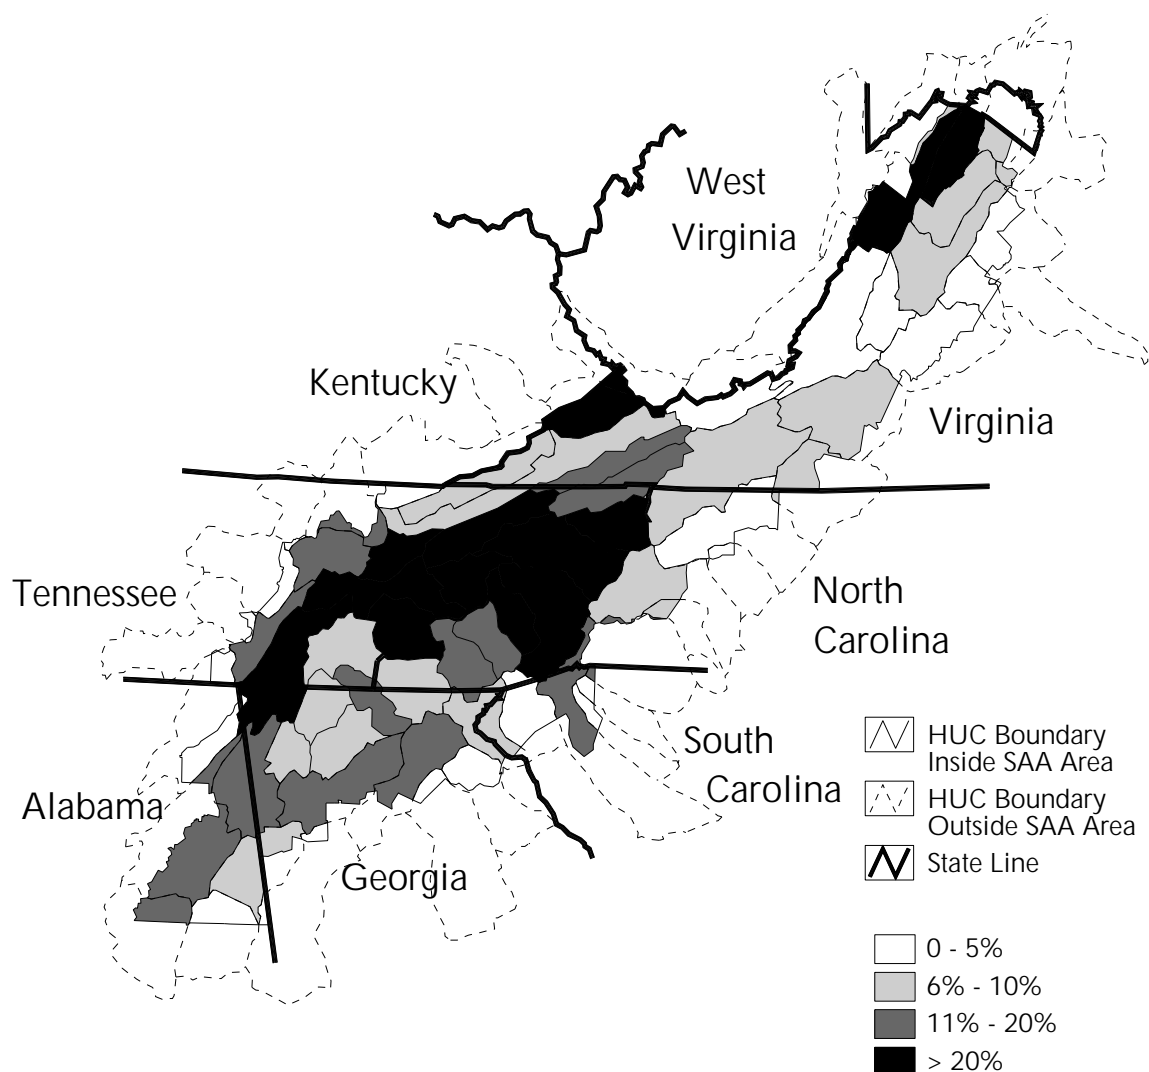 West
Virginia
Kentucky
Virginia
Tennessee
North
Carolina
South
Carolina
Alabama
Georgia
HUC Boundary
Inside SAA Area
HUC Boundary
Outside SAA Area
State Line
0 - 5%
6% - 10%
11% - 20%
> 20%